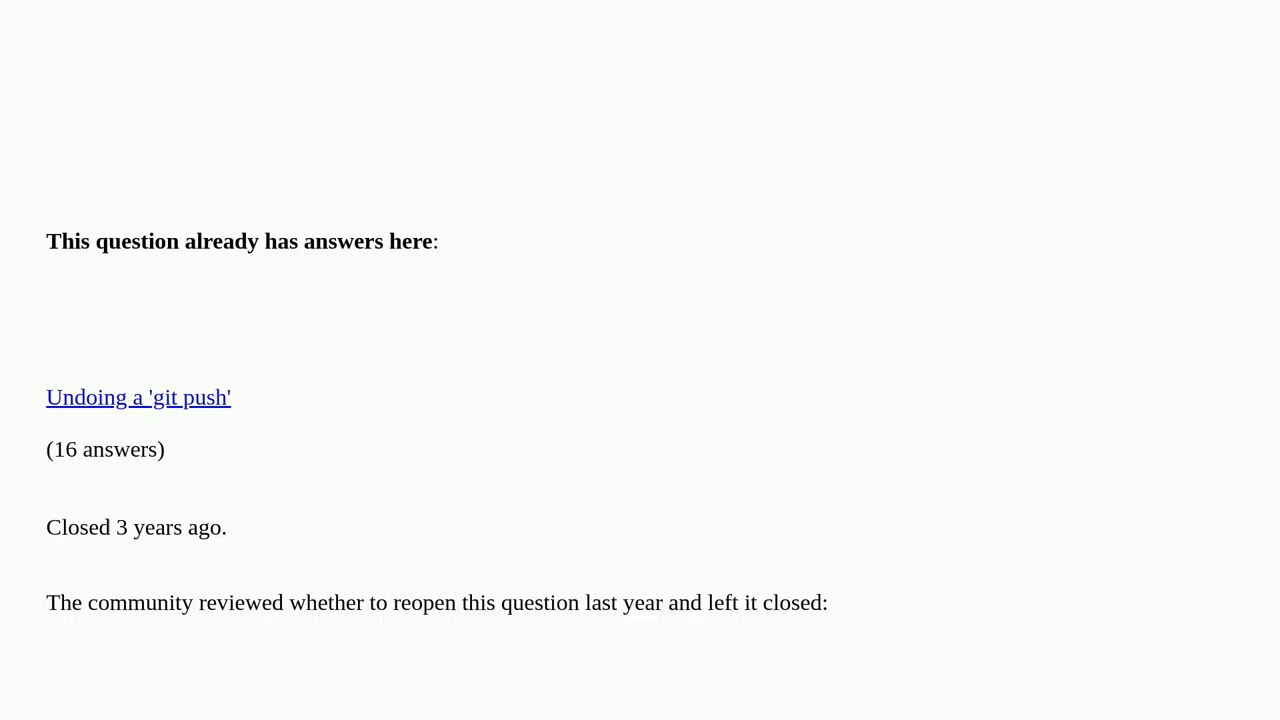 This question already has answers here:
Undoing a 'git push'
(16 answers)
Closed 3 years ago.
The community reviewed whether to reopen this question last year and left it closed: